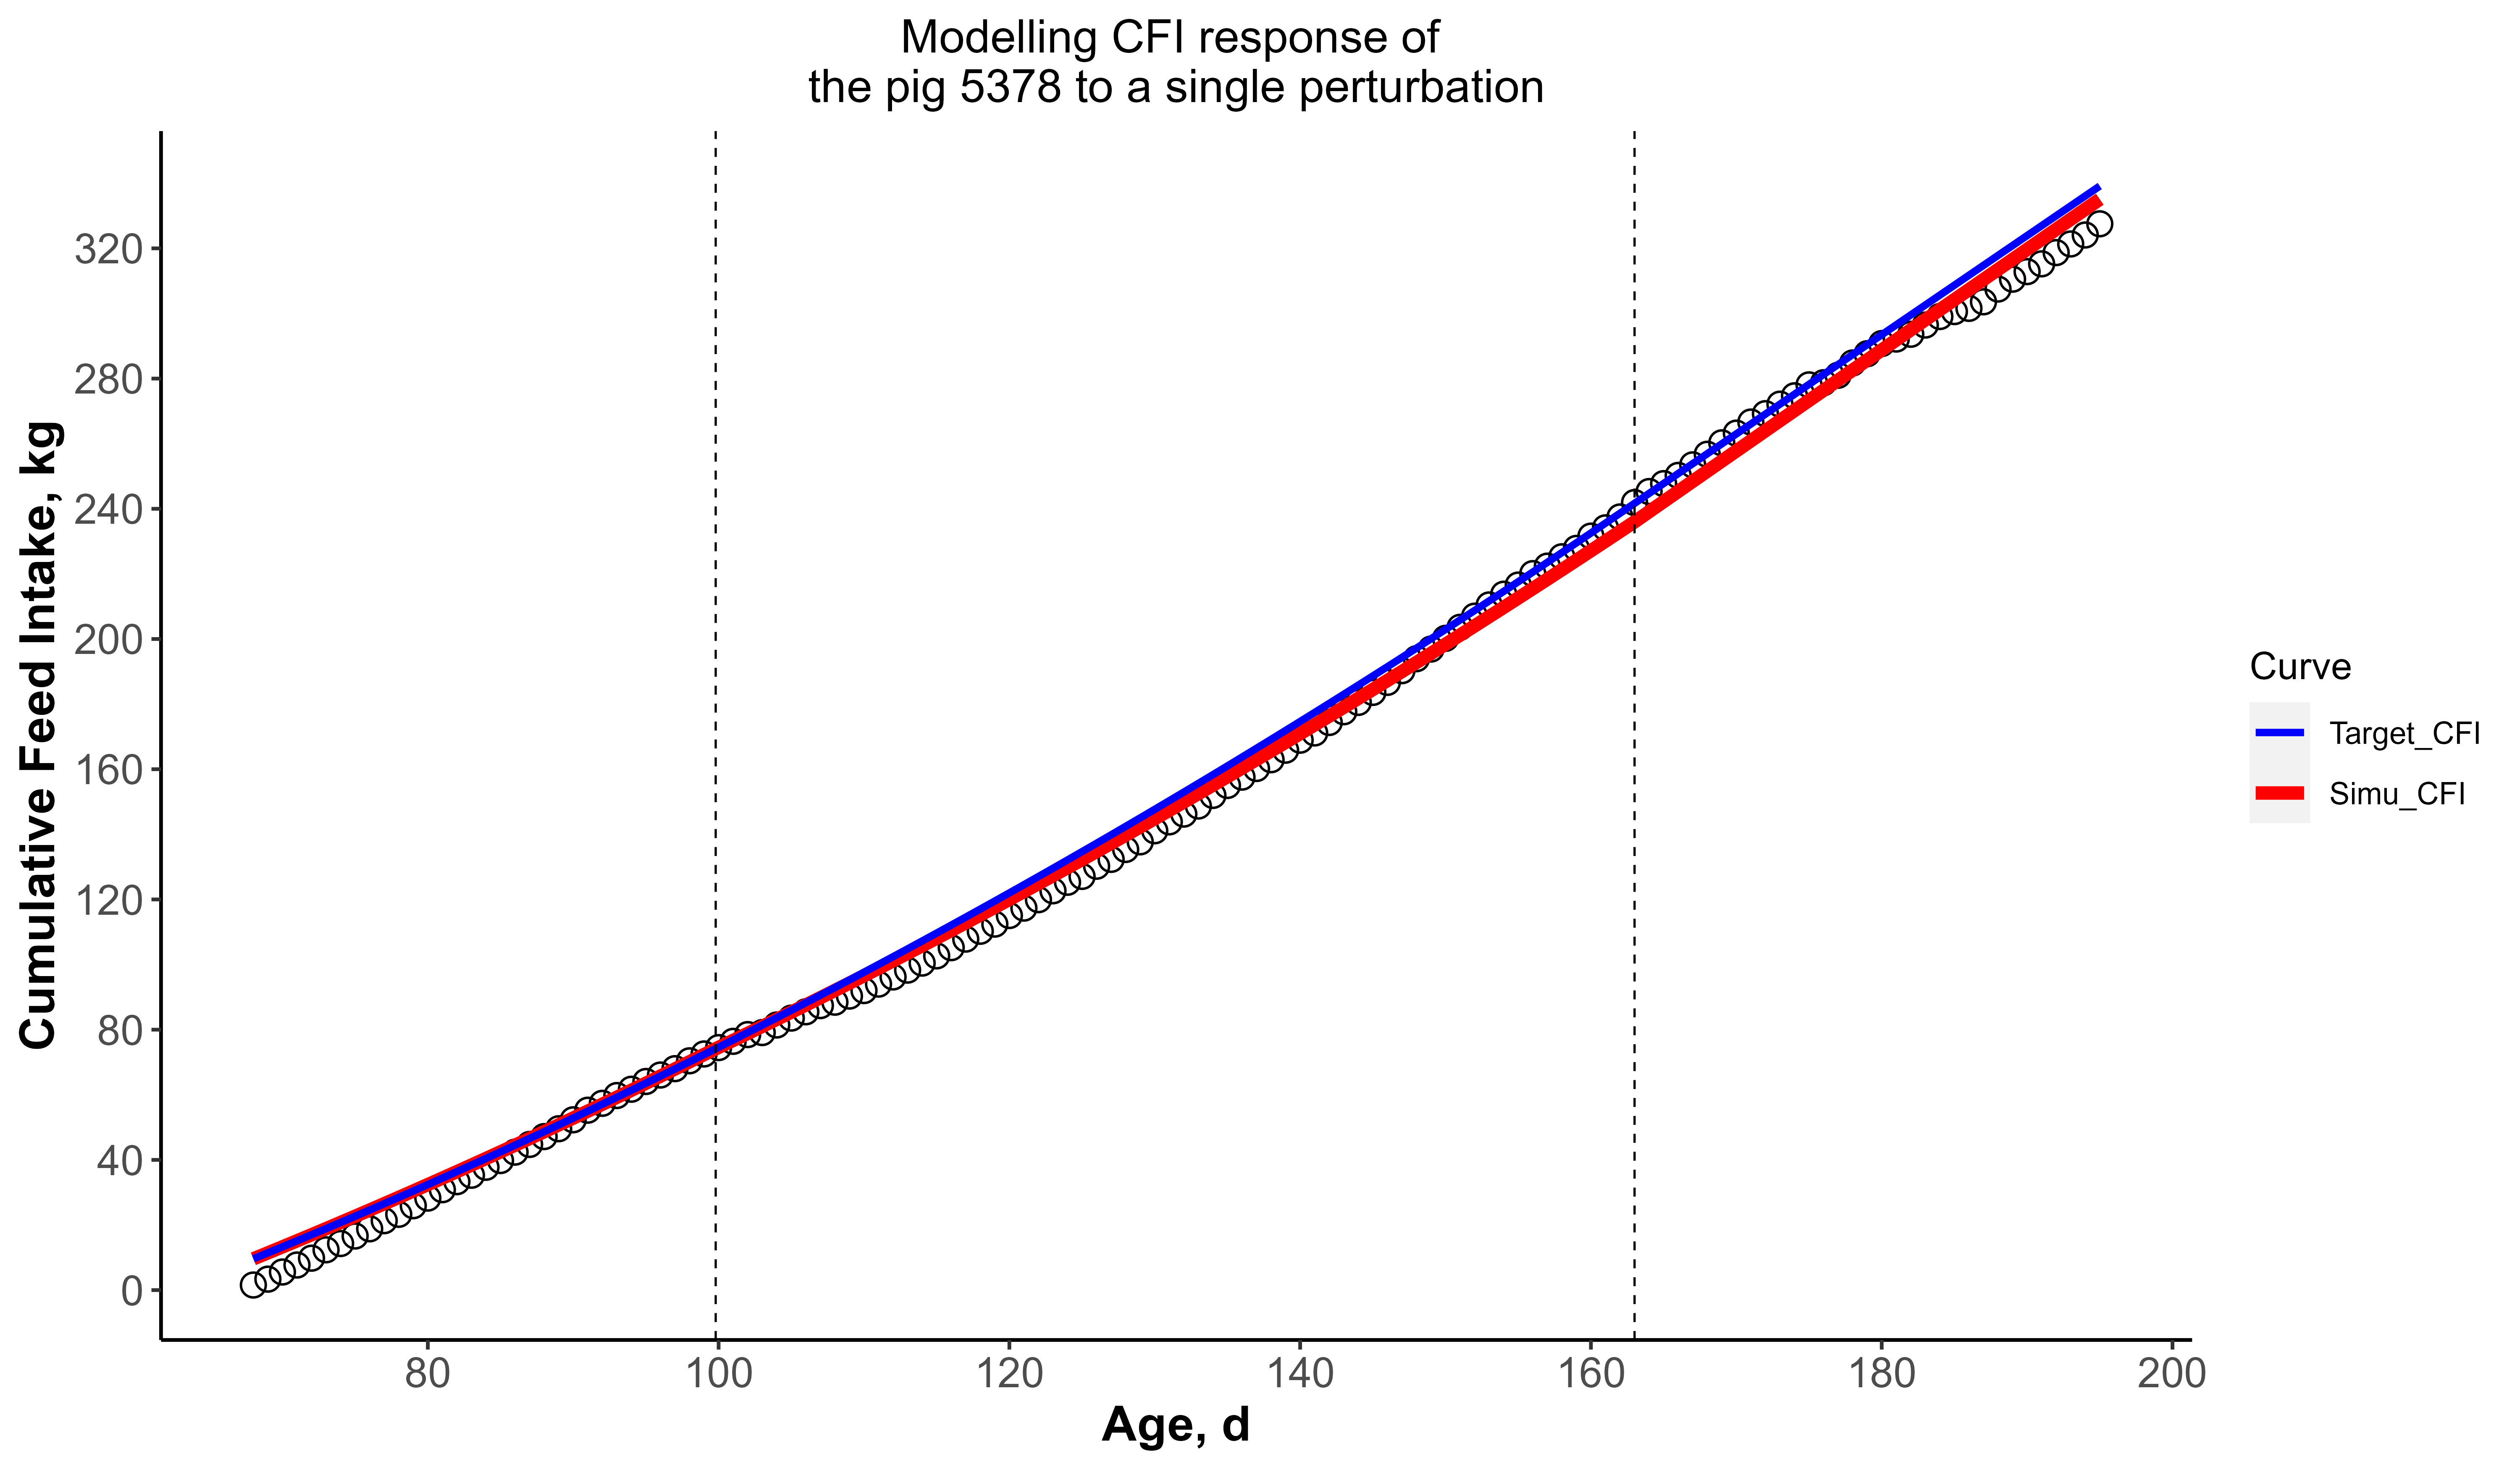 Modelling CFI response of
the pig 5378 to a single perturbation
Cumulative Feed Intake, kg
320
280
240
200
160
120
80
40
0
80 100 120 140 160 180 200
Age, d
Curve
Target_CFI
Simu_CFI